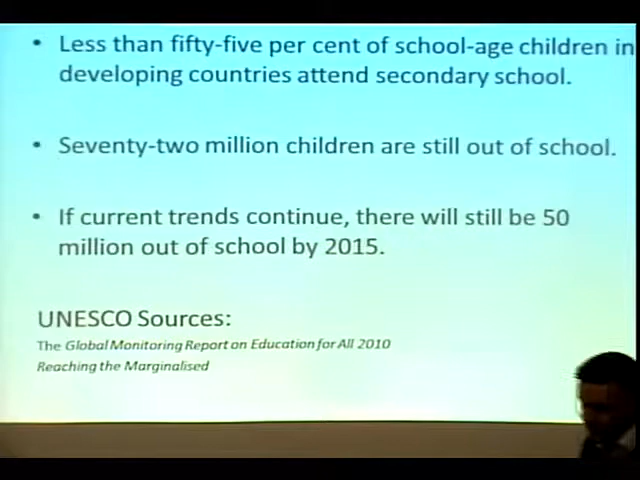 • Less than fifty-five per cent of school-age children in
developing countries attend secondary school.
• Seventy-two million children are still out of school.
• If current trends continue, there will still be 50
million out of school by 2015.
UNESCO Sources:
The Global Monitoring Report on Education for All 2010
Reaching the Marginalised